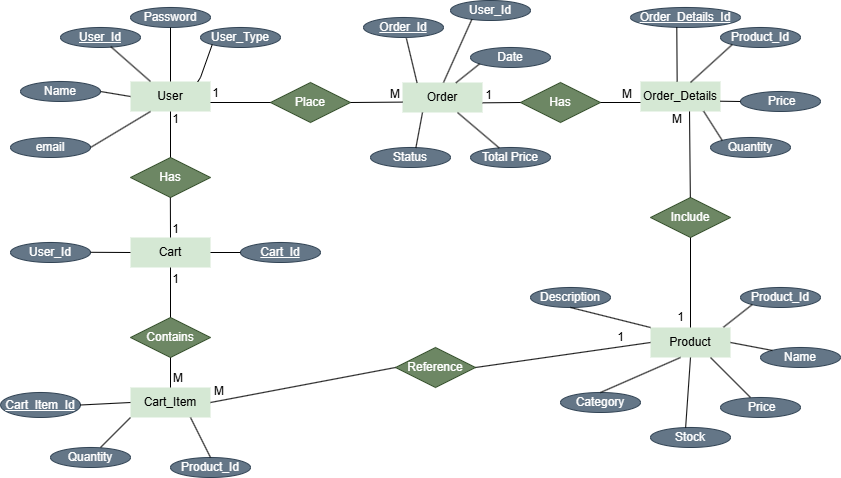 Password
User_Id
User_Type
Name
User
email
1
Place
M
1
Has
1
User_Id
Cart
Cart_Id
1
Contains
M
Cart_Item_Id
Cart_Item
M
Quantity
Product_Id
User_Id
Order_Id
Date
Order
1
Status
Total Price
Has
M
Order_Details_Id
Product_Id
Order_Details
Price
M
Quantity
Include
1
Description
Product_Id
1
Product
Name
Reference
Category
Price
Stock